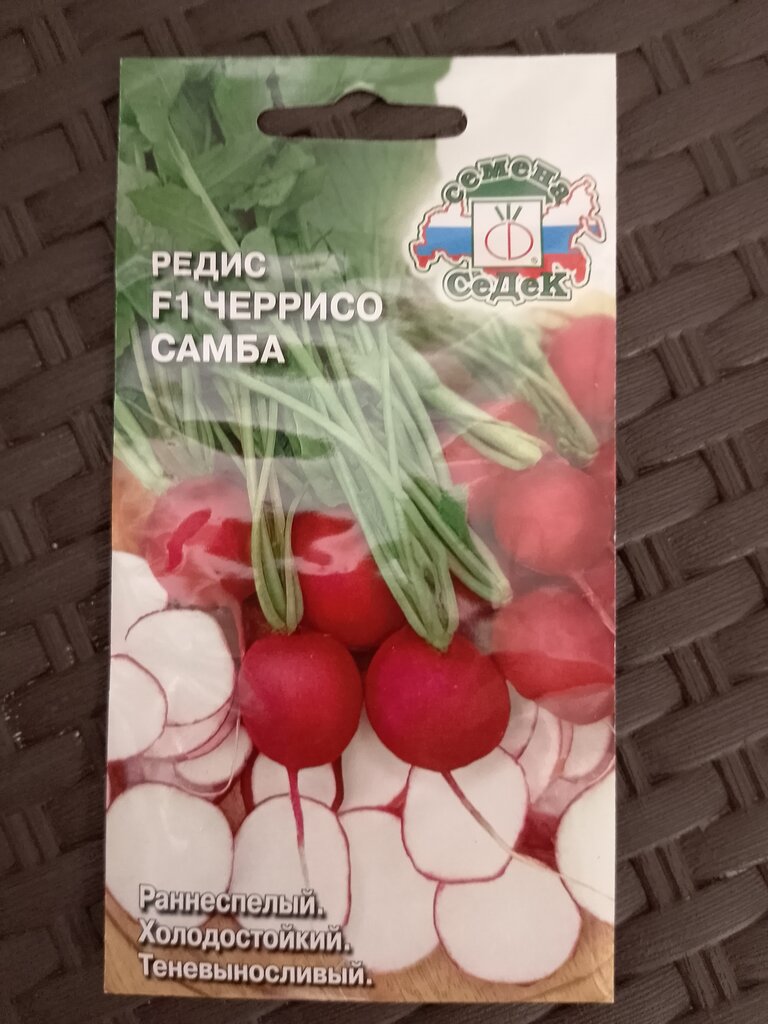 семена
СеДеК
РЕДИС
F1 ЧЕРРИСО
САМБА
Раннеспелый.
Холодостойкий.
Теневыносливый.